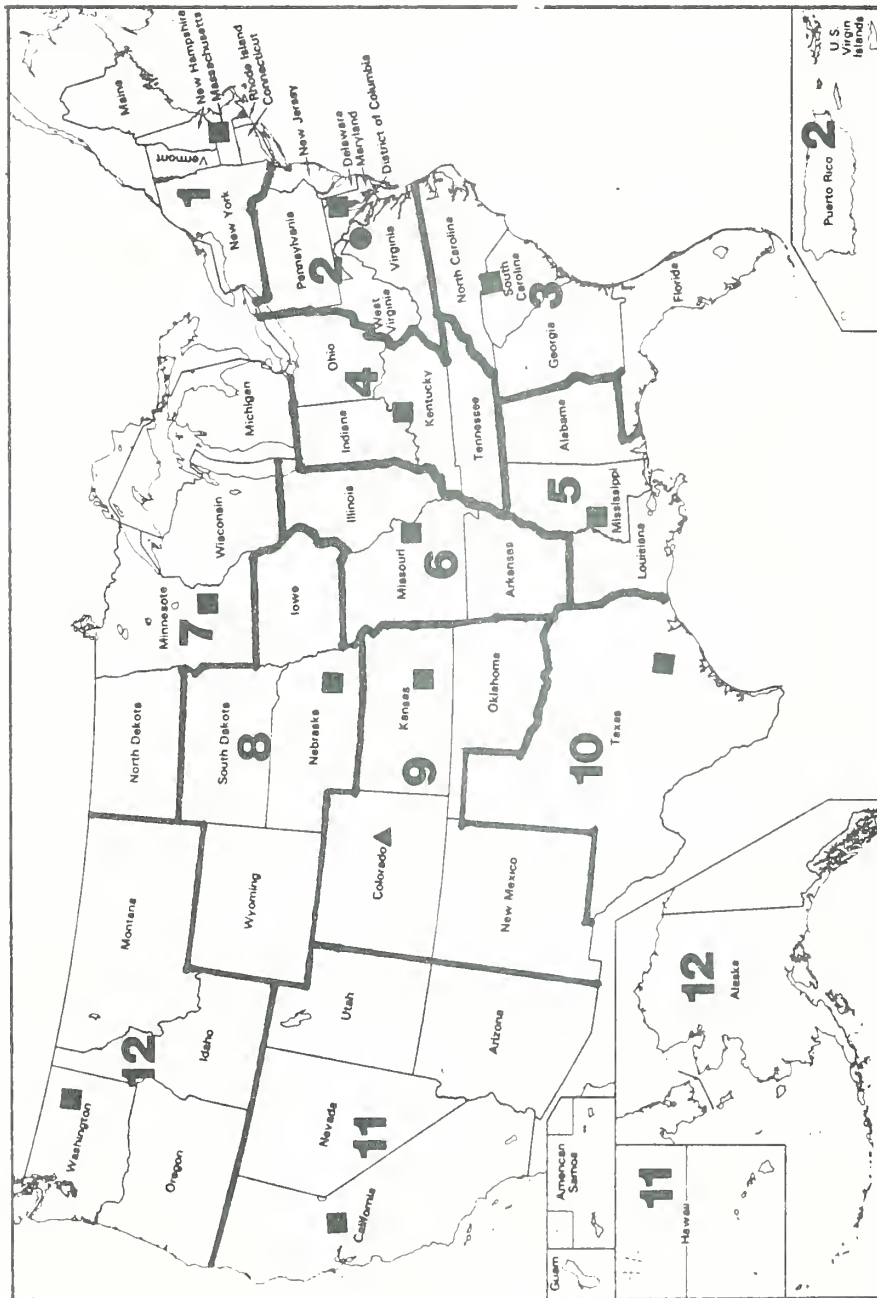 Washington
Oregon
12
Idaho
Montana
North Dakota
Minnesote
7
Wisconsin
Michigan
Maine
Vermont
New Hampshira
Massachusetts
Rhode Island
Connecticut
1
New York
New Jersey
Pennsylvania
2
Delaware
Maryland
District of Columbia
West
Virginia
Virginia
Ohio
4
Indiana
Kentucky
Tennessee
North Carolina
South
Carolina
3
Georgia
Florida
Alabama
5
Mississippi
Louisiana
Illinois
Iowe
Missouri
6
Arkansas
South Dakota
8
Nebraska
Wyoming
Kansas
9
Colorado
Oklahoma
New Mexico
10
Texas
Utah
Arizona
Nevada
11
California
Guam
American
Samoa
11
Hawaii
12
Alaska
Puerto Rico
2
U.S.
Virgin
Islands